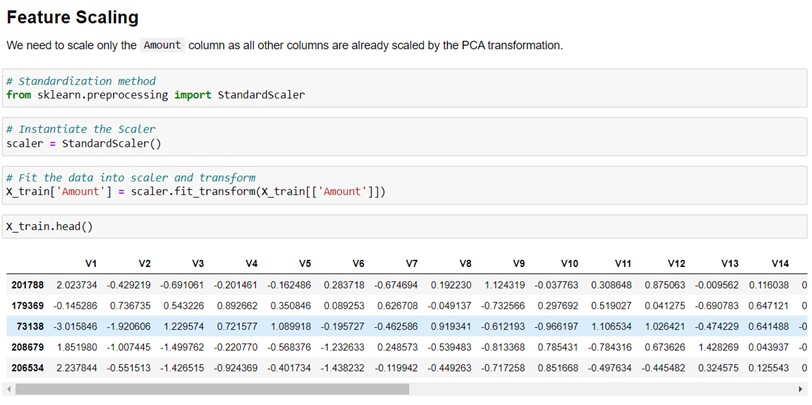 Feature Scaling
We need to scale only the Amount column as all other columns are already scaled by the PCA transformation.
# Standardization method
from sklearn.preprocessing import StandardScaler
# Instantiate the Scaler
scaler = StandardScaler()
# Fit the data into scaler and transform
X_train['Amount'] = scaler.fit_transform(X_train[['Amount']])
X_train.head()
V1 V2 V3 V4 V5 V6 V7 V8 V9 V10 V11 V12 V13 V14
201788 2.023734 -0.429219 -0.691061 -0.201461 -0.162486 0.283718 -0.674694 0.192230 1.124319 -0.037763 0.308648 0.875063 -0.009562 0.116038 0
179369 -0.145286 0.736735 0.543226 0.892662 0.350846 0.089253 0.626708 -0.049137 -0.732566 0.297692 0.519027 0.041275 -0.690783 0.647121 0
73138 -3.015846 -1.920606 1.229574 0.721577 1.089918 -0.195727 -0.462586 0.919341 -0.612193 -0.966197 1.106534 1.026421 -0.474229 0.641488 -0
208679 1.851980 -1.007445 -1.499762 -0.220770 -0.568376 -1.232633 0.248573 -0.539483 -0.813368 0.785431 -0.784316 0.673626 1.428269 0.043937 -0
206534 2.237844 -0.551513 -1.426515 -0.924369 -0.401734 -1.438232 -0.119942 -0.449263 -0.717258 0.851668 -0.497634 -0.445482 0.324575 0.125543 0